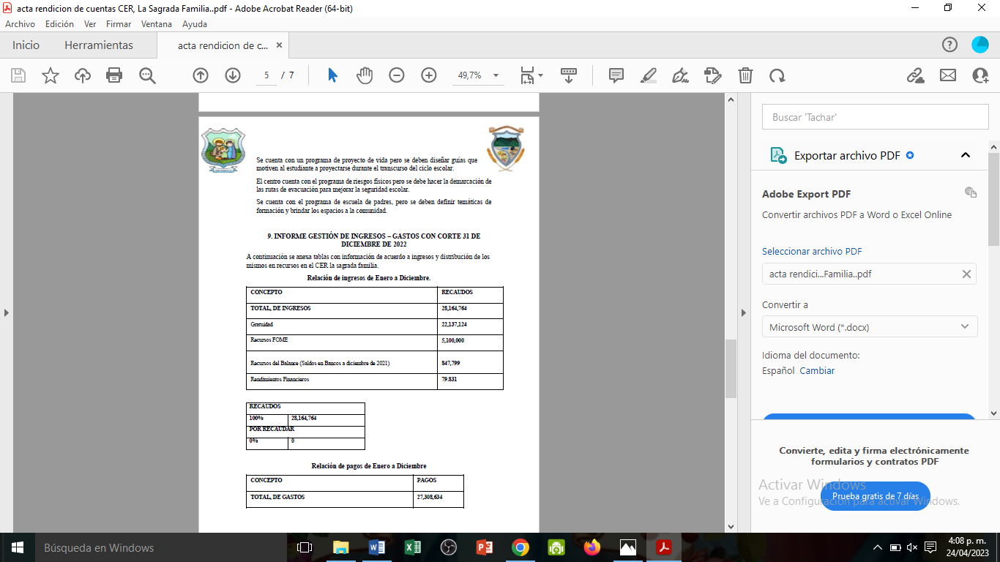 acta rendicion de cuentas CER, La Sagrada Familia..pdf - Adobe Acrobat Reader (64-bit)
Archivo Edición Ver Firmar Ventana Ayuda
Inicio Herramientas acta rendicion de c...
5 / 7 49,7%
Se cuenta con un programa de proyecto de vida pero se deben diseñar guías que
motiven al estudiante a proyectarse durante el transcurso del ciclo escolar.
El centro cuenta con el programa de riesgos físicos pero se debe hacer la demarcación de
las rutas de evacuación para mejorar la seguridad escolar.
Se cuenta con el programa de escuela de padres, pero se deben definir temáticas de
formación y brindar los espacios a la comunidad.
9. INFORME GESTIÓN DE INGRESOS – GASTOS CON CORTE 31 DE
DICIEMBRE DE 2022
A continuación se anexa tablas con información de acuerdo a ingresos y distribución de los
mismos en recursos en el CER la sagrada familia.
Relación de ingresos de Enero a Diciembre.
CONCEPTO RECAUDOS
TOTAL, DE INGRESOS 28,164,764
Gratuidad 22,137,124
Recursos FOME 5,100,000
Recursos del Balance (Saldos en Bancos a diciembre de 2021) 847,799
Rendimientos Financieros 79.831
RECAUDOS
100% 28,164,764
POR RECAUDAR
0% 0
Relación de pagos de Enero a Diciembre
CONCEPTO PAGOS
TOTAL, DE GASTOS 27,308,634
Buscar 'Tachar'
Exportar archivo PDF
Adobe Export PDF
Convertir archivos PDF a Word o Excel Online
Seleccionar archivo PDF
acta rendici...Familia..pdf
Convertir a
Microsoft Word (*.docx)
Idioma del documento:
Español Cambiar
Convierte, edita y firma electrónicamente
formularios y contratos PDF
Prueba gratis de 7 días
Activar Windows
Ve a Configuración para activar Windows.
Búsqueda en Windows
4:08 p. m.
24/04/2023